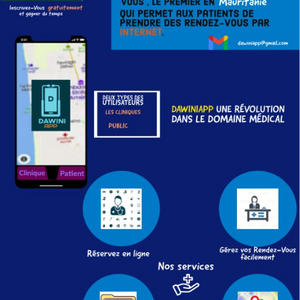 Inscrivez-Vous gratuitement
et gagner du temps
VOUS , LE PREMIER EN Mauritanie
QUI PERMET AUX PATIENTS DE
PRENDRE DES RENDEZ-VOUS PAR
INTERNET.
dawiniapp@gmail.com
DAWINI
APP
Clinique
Patient
DEUX TYPES DES
UTILISATEURS
LES CLINIQUES
PUBLIC
DAWINIAPP UNE RÉVOLUTION
DANS LE DOMAINE MÉDICAL
Réservez en ligne
Gérez vos Rendez-Vous
facilement
Nos services